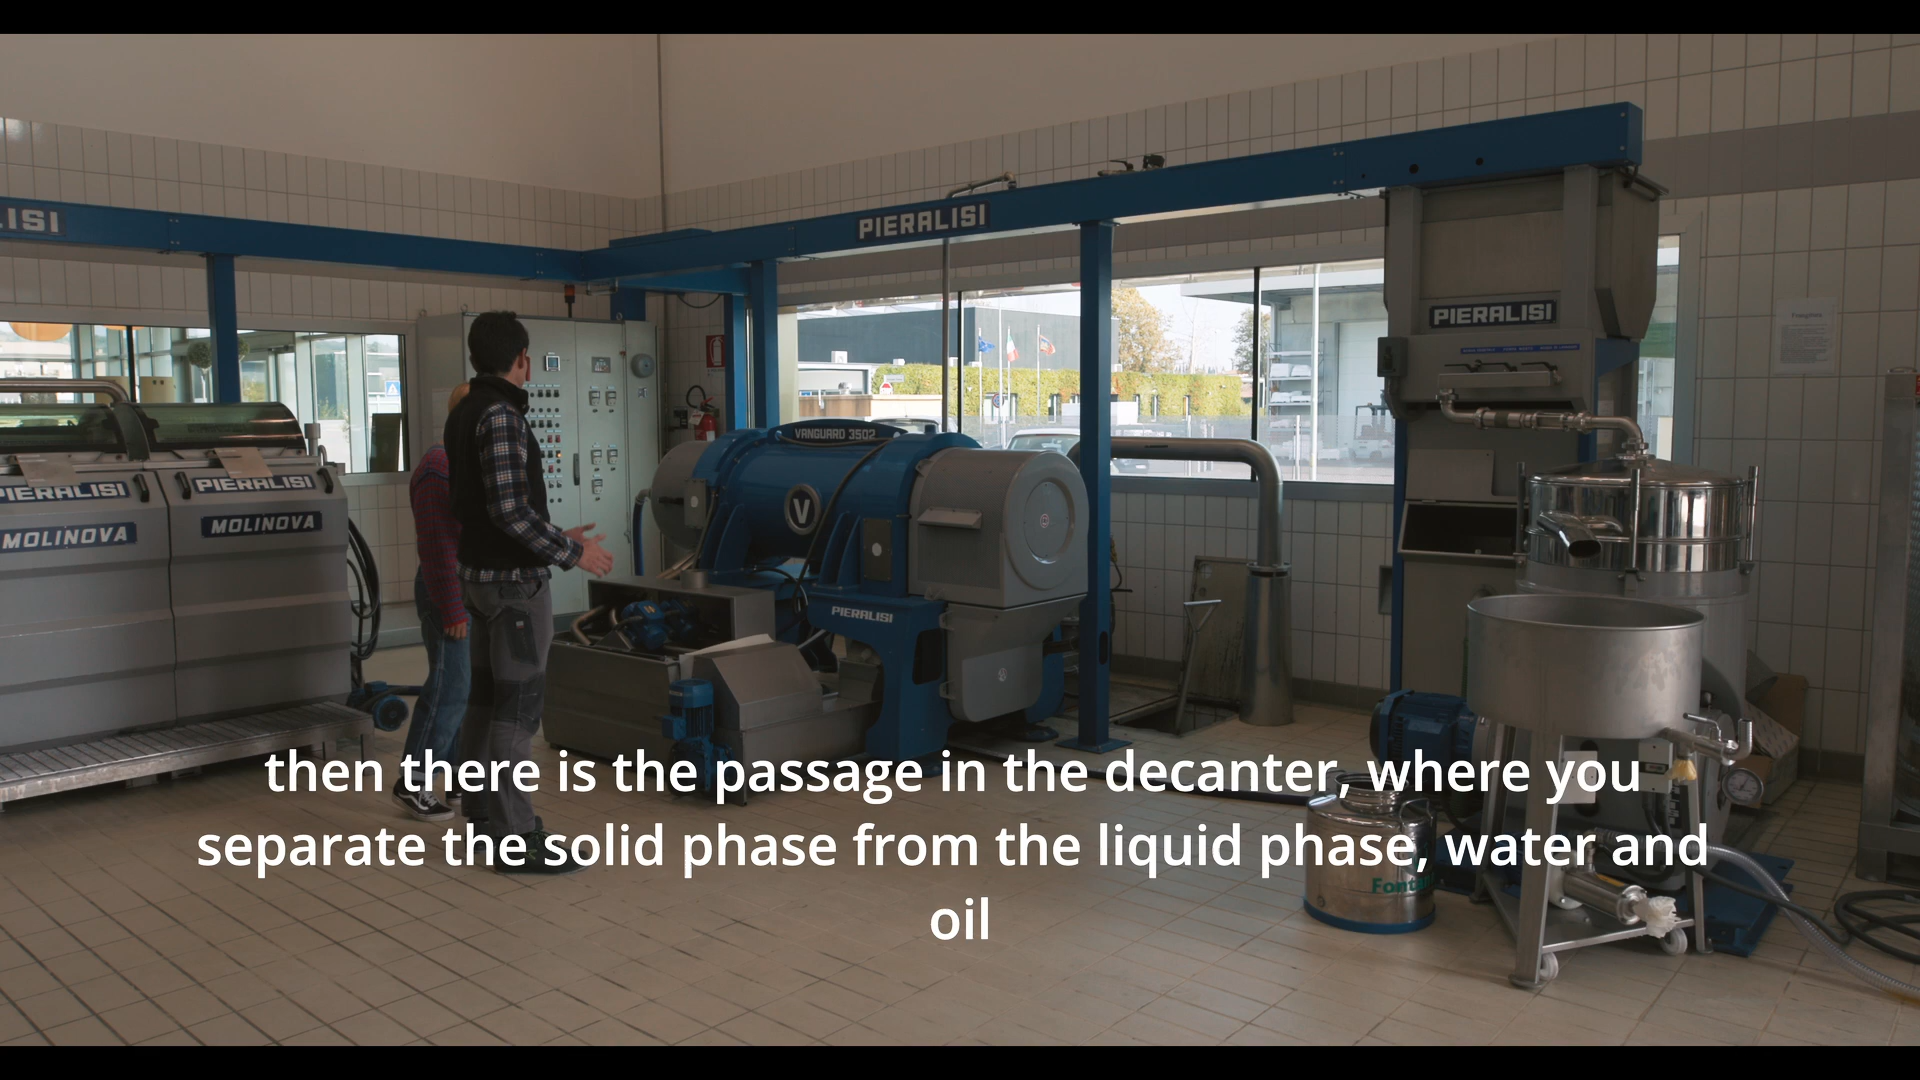 LISI
PIERALISI
PIERALISI
VANGUARD 3502
V
PIERALISI
PIERALISI
MOLINOVA
MOLINOVA
PIERALISI
then there is the passage in the decanter, where you
separate the solid phase from the liquid phase, water and
oil